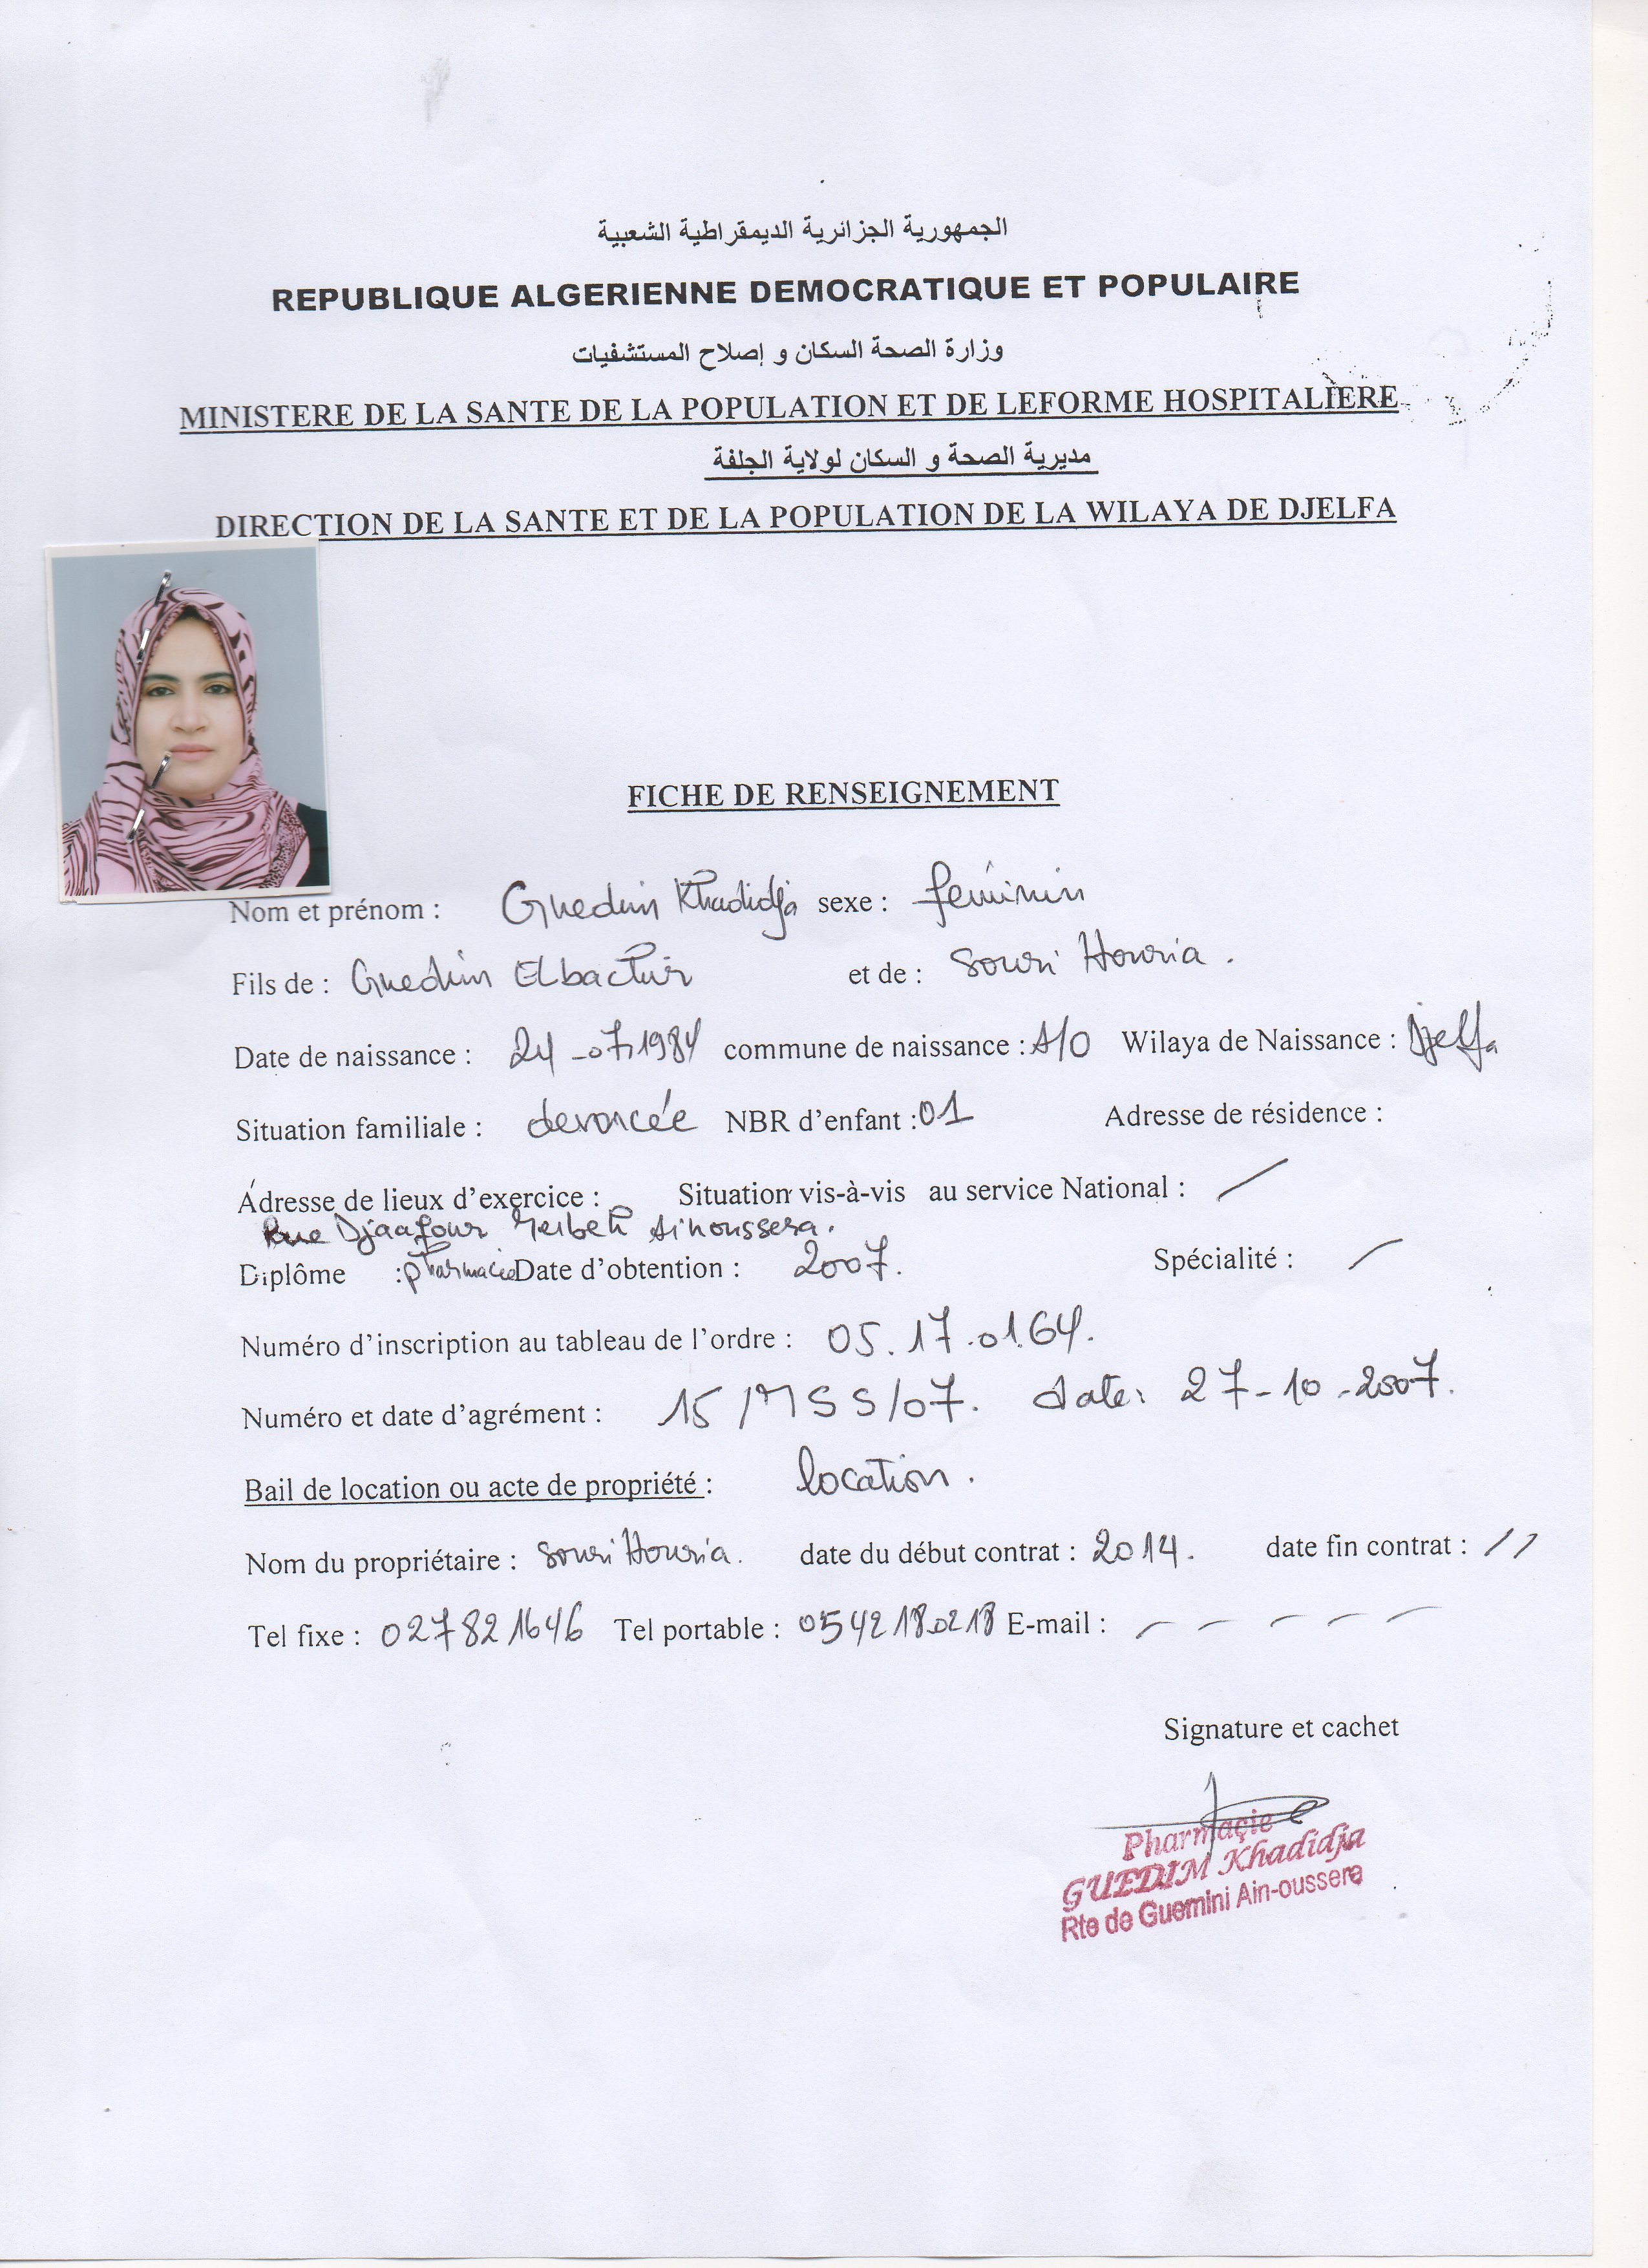 الجمهورية الجزائرية الديمقراطية الشعبية
REPUBLIQUE ALGERIENNE DEMOCRATIQUE ET POPULAIRE
وزارة الصحة السكان و إصلاح المستشفيات
MINISTERE DE LA SANTE DE LA POPULATION ET DE LEFORME HOSPITALIERE
مديرية الصحة و السكان لولاية الجلفة
DIRECTION DE LA SANTE ET DE LA POPULATION DE LA WILAYA DE DJELFA
FICHE DE RENSEIGNEMENT
Nom et prénom : Guedim Khadidja sexe : féminin
Fils de : Guedim Elbachir et de : Souri Houria .
Date de naissance : 24 -07 1984 commune de naissance : A/O Wilaya de Naissance : Djelfa
Situation familiale : devorcée NBR d'enfant :01 Adresse de résidence :
Adresse de lieux d'exercice : Situation vis-à-vis au service National : /
Rue Djaafour Ainoussera.
Diplôme :pharmacie Date d'obtention : 2007. Spécialité : /
Numéro d'inscription au tableau de l'ordre : 05.17.0164.
Numéro et date d'agrément : 15/MSS/07. date: 27-10-2007.
Bail de location ou acte de propriété : location .
Nom du propriétaire : Souri Houria. date du début contrat : 2014. date fin contrat : //
Tel fixe : 027821646 Tel portable : 0542180218 E-mail : - - - - -
Signature et cachet
Pharmaçie
GUEDIM Khadidja
Rte de Guemini Ain-oussera